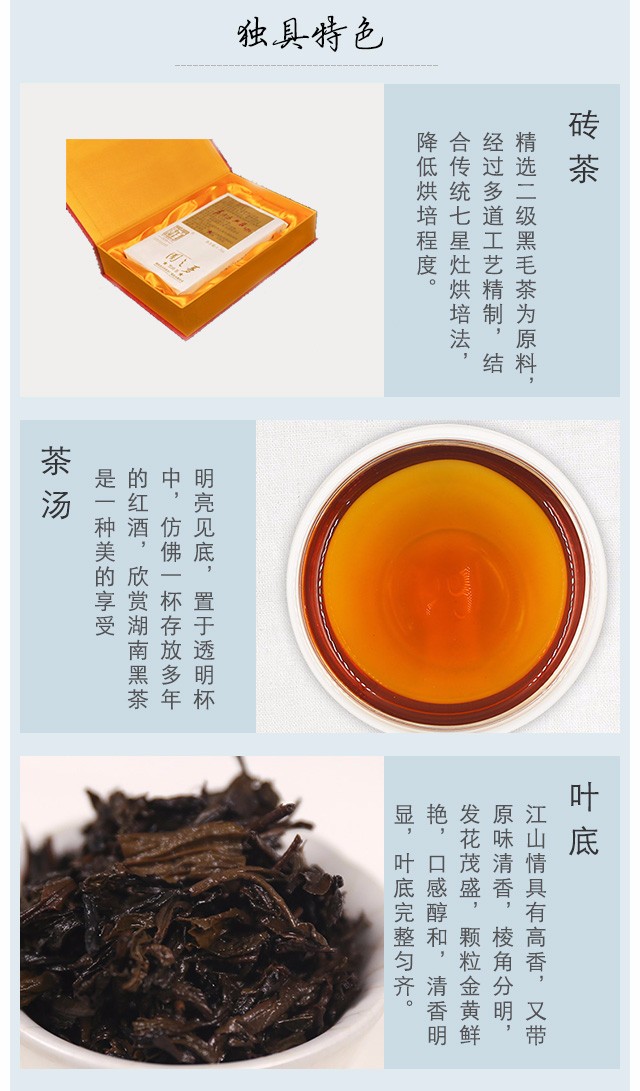 独具特色
砖茶
精选二级黑毛茶为原料，
经过多道工艺精制，结
合传统七星灶烘培法，
降低烘培程度。
茶汤
明亮见底，置于透明杯
中，仿佛一杯存放多年
的红酒，欣赏湖南黑茶
是一种美的享受
叶底
江山情具有高香，又带
原味清香，棱角分明，
发花茂盛，颗粒金黄鲜
艳，口感醇和，清香明
显，叶底完整匀齐。